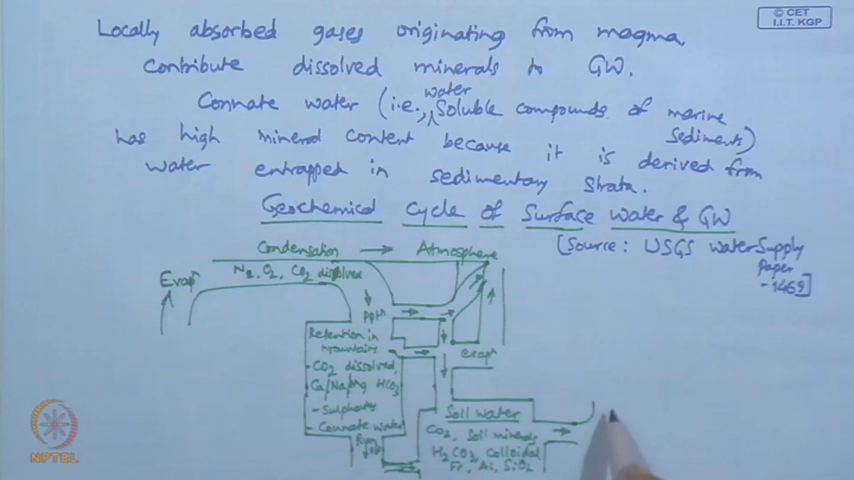 © CET
I.I.T. KGP
Locally absorbed gases originating from magma,
contribute dissolved minerals to GW.
Connate water (i.e., water soluble compounds of marine sediments)
has high mineral content because it is derived from
water entrapped in sedimentary strata.
Geochemical Cycle of Surface Water & GW
[Source: USGS Water Supply
Paper
-1469]
Condensation → Atmosphere
Evapn
N2, O2, CO2 dissolved
pptn
Retention in
mountains
evapn
- CO2 dissolved,
Ca/Na/Mg HCO3
- Sulphates
- Connate water
Soil water
CO2, Soil minerals
H2CO3, Colloidal
Fe, Al, SiO2
NPTEL